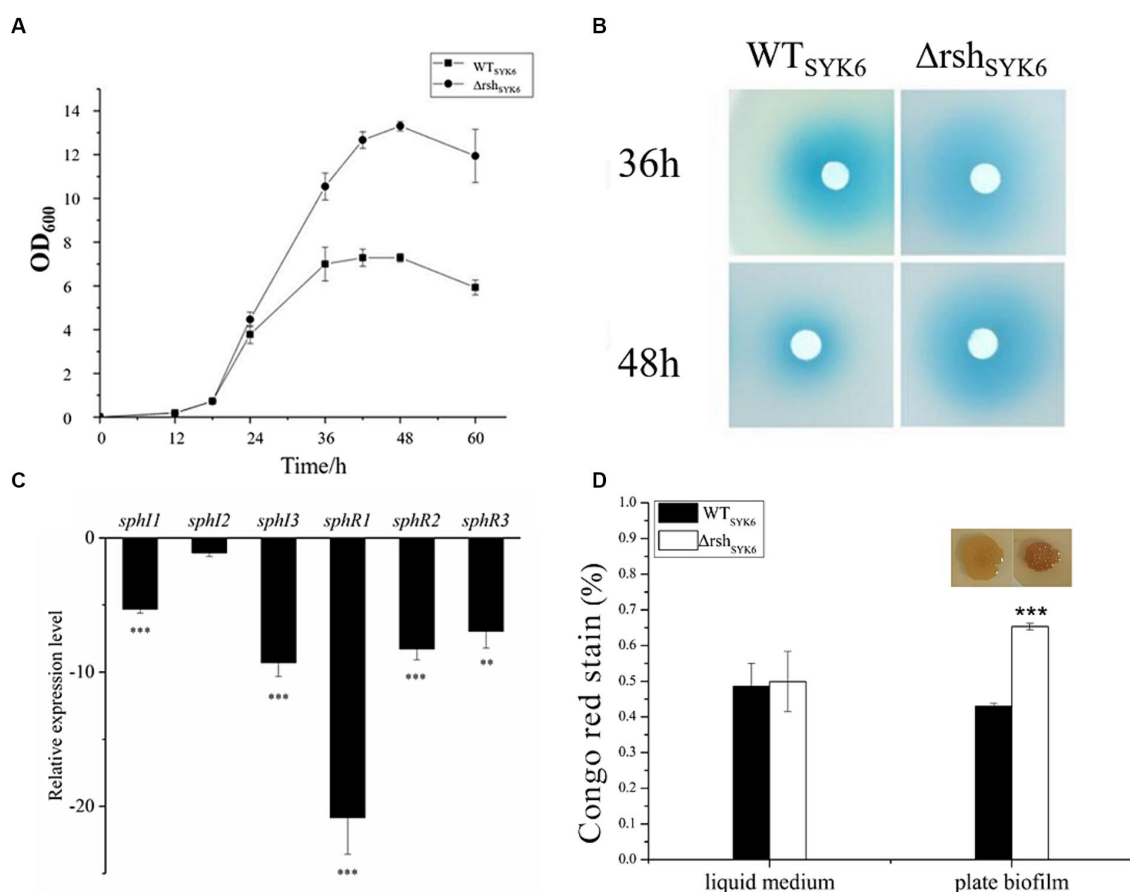 A
WT_SYK6
Δrsh_SYK6
14
12
10
8
6
4
2
0
OD_600
0 12 24 36 48 60
Time/h
B
WT_SYK6 Δrsh_SYK6
36h
48h
C
sphI1 sphI2 sphI3 sphR1 sphR2 sphR3
0
-10
-20
Relative expression level
*** *** *** *** **
D
WT_SYK6
Δrsh_SYK6
1.0
0.9
0.8
0.7
0.6
0.5
0.4
0.3
0.2
0.1
0.0
Congo red stain (%)
***
liquid medium plate biofilm